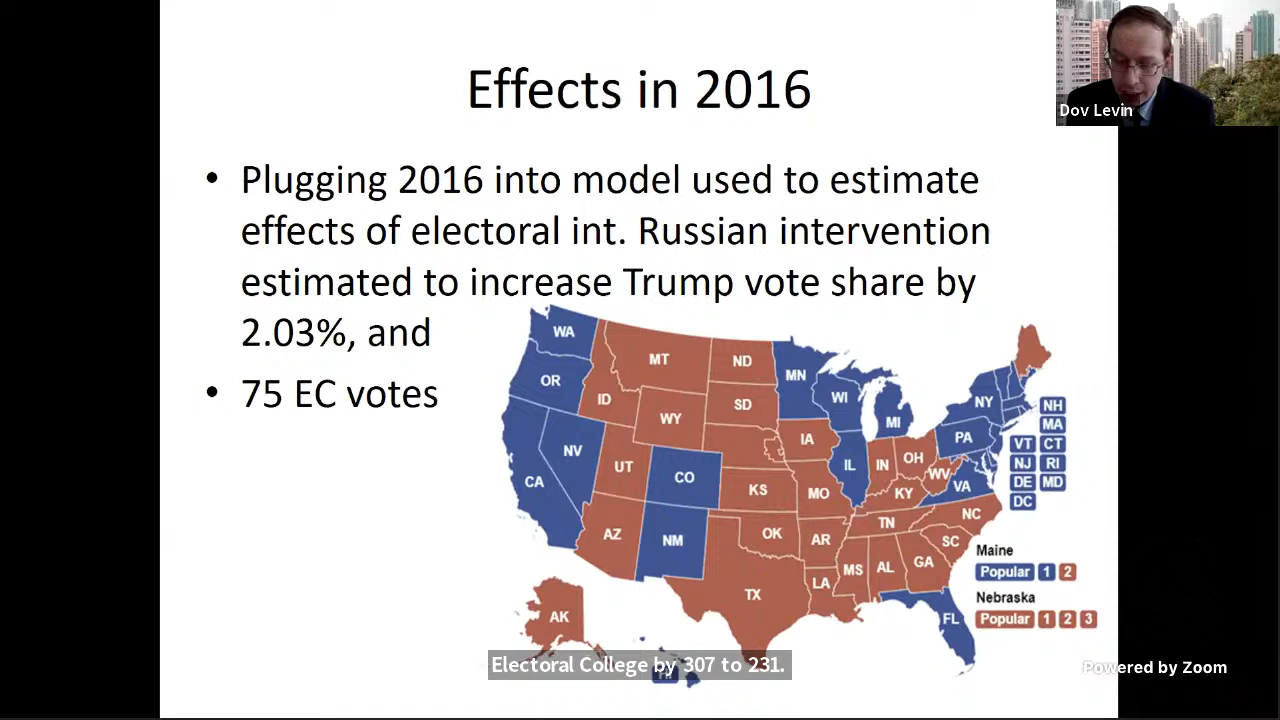 Effects in 2016
Dov Levin
• Plugging 2016 into model used to estimate
effects of electoral int. Russian intervention
estimated to increase Trump vote share by
2.03%, and
• 75 EC votes
WA
MT
ND
MN
OR
ID
SD
WI
WY
MI
NY
NH
MA
VT CT
NJ RI
DE MD
DC
NV
UT
CO
IA
IL
IN
OH
PA
WV
VA
CA
KS
MO
KY
NC
AZ
NM
OK
AR
TN
SC
MS
AL
GA
TX
LA
FL
AK
HI
Maine
Popular 1 2
Nebraska
Popular 1 2 3
Electoral College by 307 to 231.
Powered by Zoom